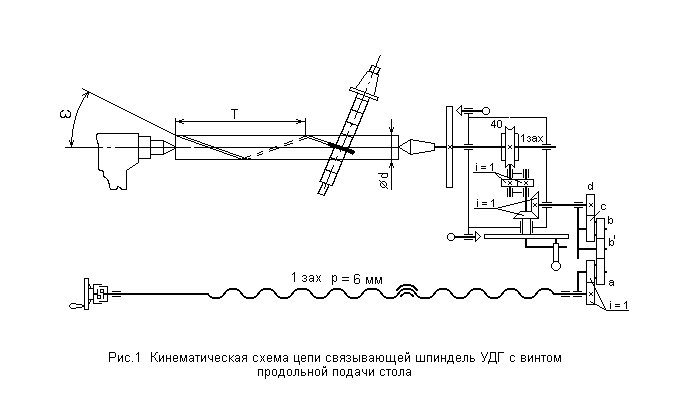 ω
T
ød
40
1зах
i = 1
i = 1
d
c
b
b'
a
i = 1
1 зах р = 6 мм
Рис.1 Кинематическая схема цепи связывающей шпиндель УДГ с винтом
продольной подачи стола